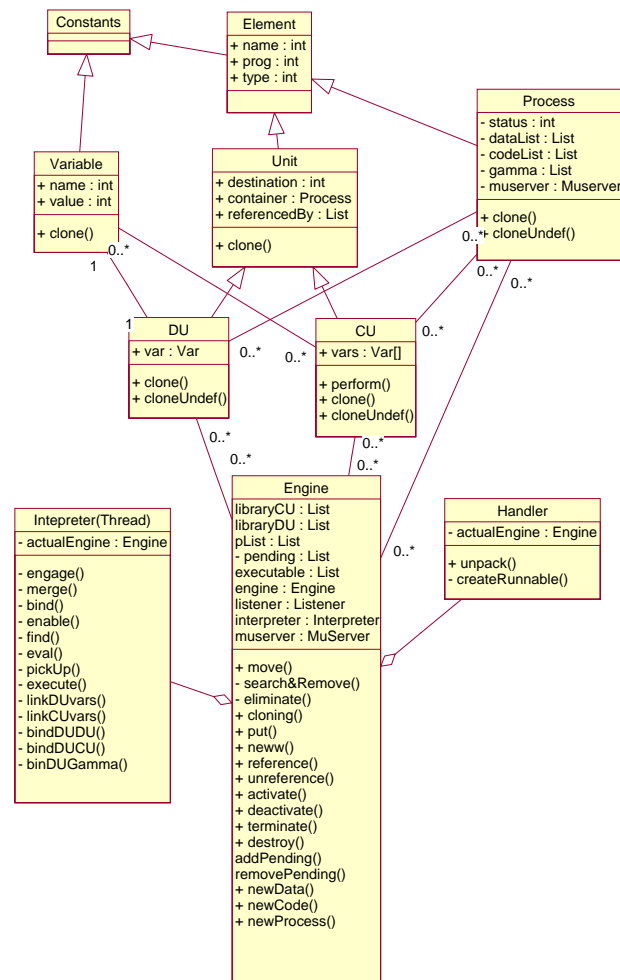 Constants
Element
+ name : int
+ prog : int
+ type : int
Process
- status : int
- dataList : List
- codeList : List
- gamma : List
- muserver : Muserver
+ clone()
+ cloneUndef()
Variable
+ name : int
+ value : int
+ clone()
Unit
+ destination : int
+ container : Process
+ referencedBy : List
+ clone()
0..*
1
0..*
0..*
0..*
1
DU
+ var : Var
+ clone()
+ cloneUndef()
0..*
0..*
CU
+ vars : Var[]
+ perform()
+ clone()
+ cloneUndef()
0..*
0..*
0..*
0..*
0..*
Engine
libraryCU : List
libraryDU : List
pList : List
- pending : List
executable : List
engine : Engine
listener : Listener
interpreter : Interpreter
muserver : MuServer
+ move()
- search&Remove()
- eliminate()
+ cloning()
+ put()
+ neww()
+ reference()
+ unreference()
+ activate()
+ deactivate()
+ terminate()
+ destroy()
addPending()
removePending()
+ newData()
+ newCode()
+ newProcess()
0..*
Intepreter(Thread)
- actualEngine : Engine
- engage()
- merge()
- bind()
- enable()
- find()
- eval()
- pickUp()
- execute()
- linkDUvars()
- linkCUvars()
- bindDUDU()
- bindDUCU()
- binDUGamma()
Handler
- actualEngine : Engine
+ unpack()
- createRunnable()